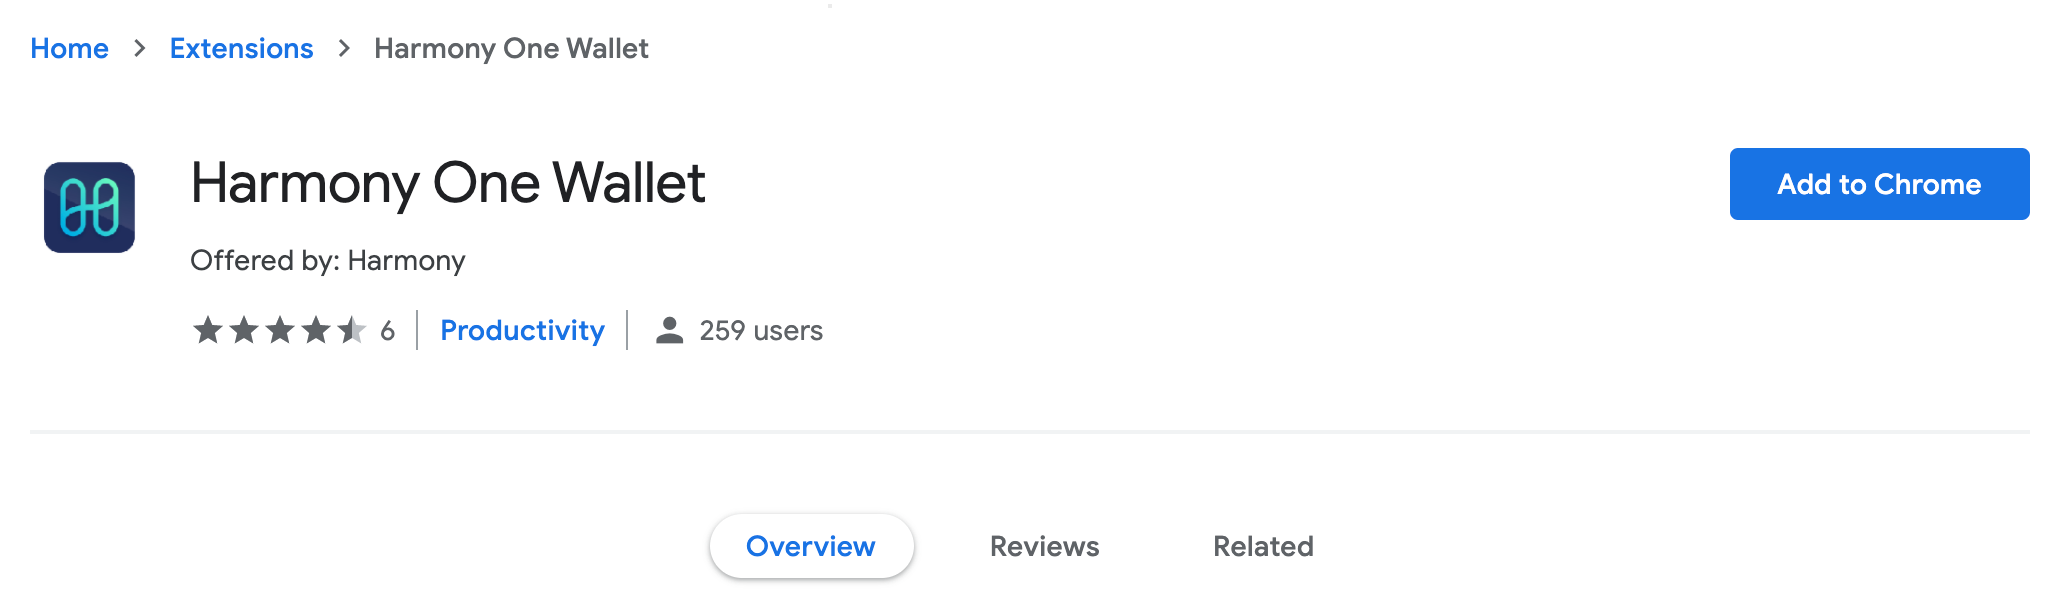 Home > Extensions > Harmony One Wallet
Harmony One Wallet
Add to Chrome
Offered by: Harmony
6 Productivity 259 users
Overview Reviews Related